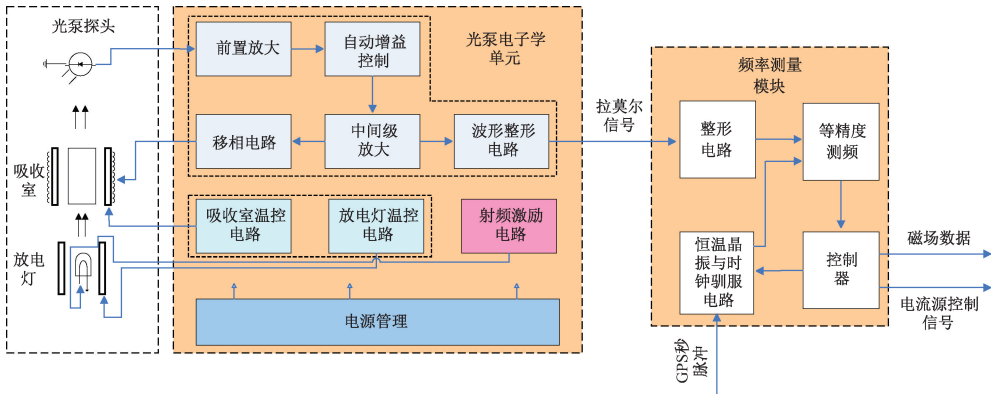 光泵探头
吸收
室
放电
灯
光泵电子学
单元
前置放大
自动增益
控制
移相电路
中间级
放大
波形整形
电路
吸收室温控
电路
放电灯温控
电路
射频激励
电路
电源管理
拉莫尔
信号
频率测量
模块
整形
电路
等精度
测频
恒温晶
振与时
钟驯服
电路
控制
器
GPS秒
脉冲
磁场数据
电流源控制
信号